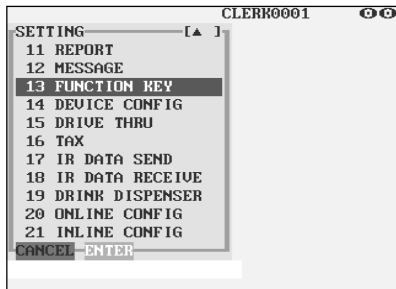 CLERK0001
SETTING [▲ ]
11 REPORT
12 MESSAGE
13 FUNCTION KEY
14 DEVICE CONFIG
15 DRIVE THRU
16 TAX
17 IR DATA SEND
18 IR DATA RECEIVE
19 DRINK DISPENSER
20 ONLINE CONFIG
21 INLINE CONFIG
CANCEL ENTER